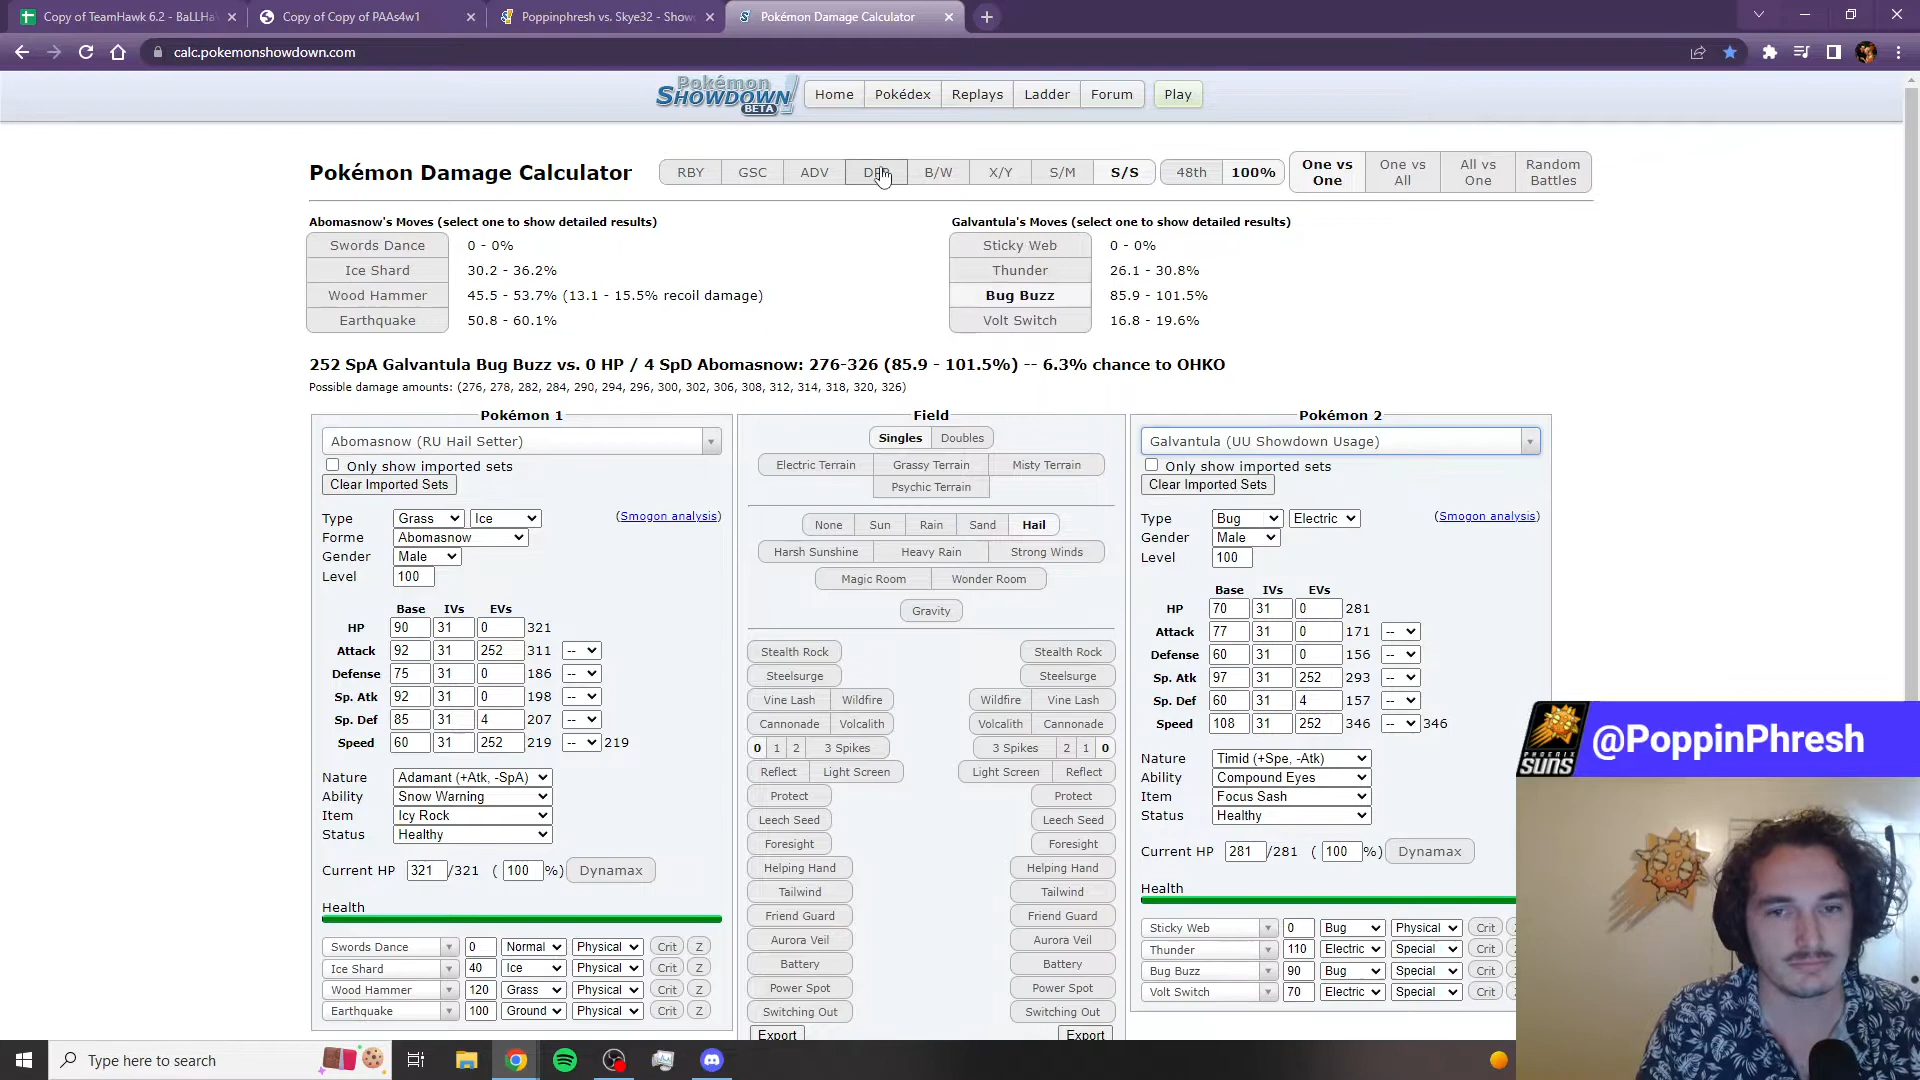 Copy of TeamHawk 6.2 - BaLLHa
Copy of Copy of PAAs4w1
Poppinphresh vs. Skye32 - Show
Pokémon Damage Calculator
calc.pokemonshowdown.com
Pokémon SHOWDOWN! BETA
Home Pokédex Replays Ladder Forum Play
Pokémon Damage Calculator
RBY GSC ADV B/W X/Y S/M S/S 48th 100%
One vs One
One vs All
All vs One
Random Battles
Abomasnow's Moves (select one to show detailed results)
Swords Dance 0 - 0%
Ice Shard 30.2 - 36.2%
Wood Hammer 45.5 - 53.7% (13.1 - 15.5% recoil damage)
Earthquake 50.8 - 60.1%
Galvantula's Moves (select one to show detailed results)
Sticky Web 0 - 0%
Thunder 26.1 - 30.8%
Bug Buzz 85.9 - 101.5%
Volt Switch 16.8 - 19.6%
252 SpA Galvantula Bug Buzz vs. 0 HP / 4 SpD Abomasnow: 276-326 (85.9 - 101.5%) -- 6.3% chance to OHKO
Possible damage amounts: (276, 278, 282, 284, 290, 294, 296, 300, 302, 306, 308, 312, 314, 318, 320, 326)
Pokémon 1
Abomasnow (RU Hail Setter)
Only show imported sets
Clear Imported Sets
Type Grass Ice (Smogon analysis)
Forme Abomasnow
Gender Male
Level 100
Base IVs EVs
HP 90 31 0 321
Attack 92 31 252 311 --
Defense 75 31 0 186 --
Sp. Atk 92 31 0 198 --
Sp. Def 85 31 4 207 --
Speed 60 31 252 219 -- 219
Nature Adamant (+Atk, -SpA)
Ability Snow Warning
Item Icy Rock
Status Healthy
Current HP 321 /321 ( 100 %) Dynamax
Health
Swords Dance 0 Normal Physical Crit Z
Ice Shard 40 Ice Physical Crit Z
Wood Hammer 120 Grass Physical Crit Z
Earthquake 100 Ground Physical Crit Z
Field
Singles Doubles
Electric Terrain Grassy Terrain Misty Terrain
Psychic Terrain
None Sun Rain Sand Hail
Harsh Sunshine Heavy Rain Strong Winds
Magic Room Wonder Room
Gravity
Stealth Rock Stealth Rock
Steelsurge Steelsurge
Vine Lash Wildfire Wildfire Vine Lash
Cannonade Volcalith Volcalith Cannonade
0 1 2 3 Spikes 3 Spikes 2 1 0
Reflect Light Screen Light Screen Reflect
Protect Protect
Leech Seed Leech Seed
Foresight Foresight
Helping Hand Helping Hand
Tailwind Tailwind
Friend Guard Friend Guard
Aurora Veil Aurora Veil
Battery Battery
Power Spot Power Spot
Switching Out Switching Out
Export Export
Pokémon 2
Galvantula (UU Showdown Usage)
Only show imported sets
Clear Imported Sets
Type Bug Electric (Smogon analysis)
Gender Male
Level 100
Base IVs EVs
HP 70 31 0 281
Attack 77 31 0 171 --
Defense 60 31 0 156 --
Sp. Atk 97 31 252 293 --
Sp. Def 60 31 4 157 --
Speed 108 31 252 346 -- 346
Nature Timid (+Spe, -Atk)
Ability Compound Eyes
Item Focus Sash
Status Healthy
Current HP 281 /281 ( 100 %) Dynamax
Health
Sticky Web 0 Bug Physical Crit
Thunder 110 Electric Special Crit
Bug Buzz 90 Bug Special Crit
Volt Switch 70 Electric Special Crit
PHOENIX SUNS
@PoppinPhresh
Type here to search